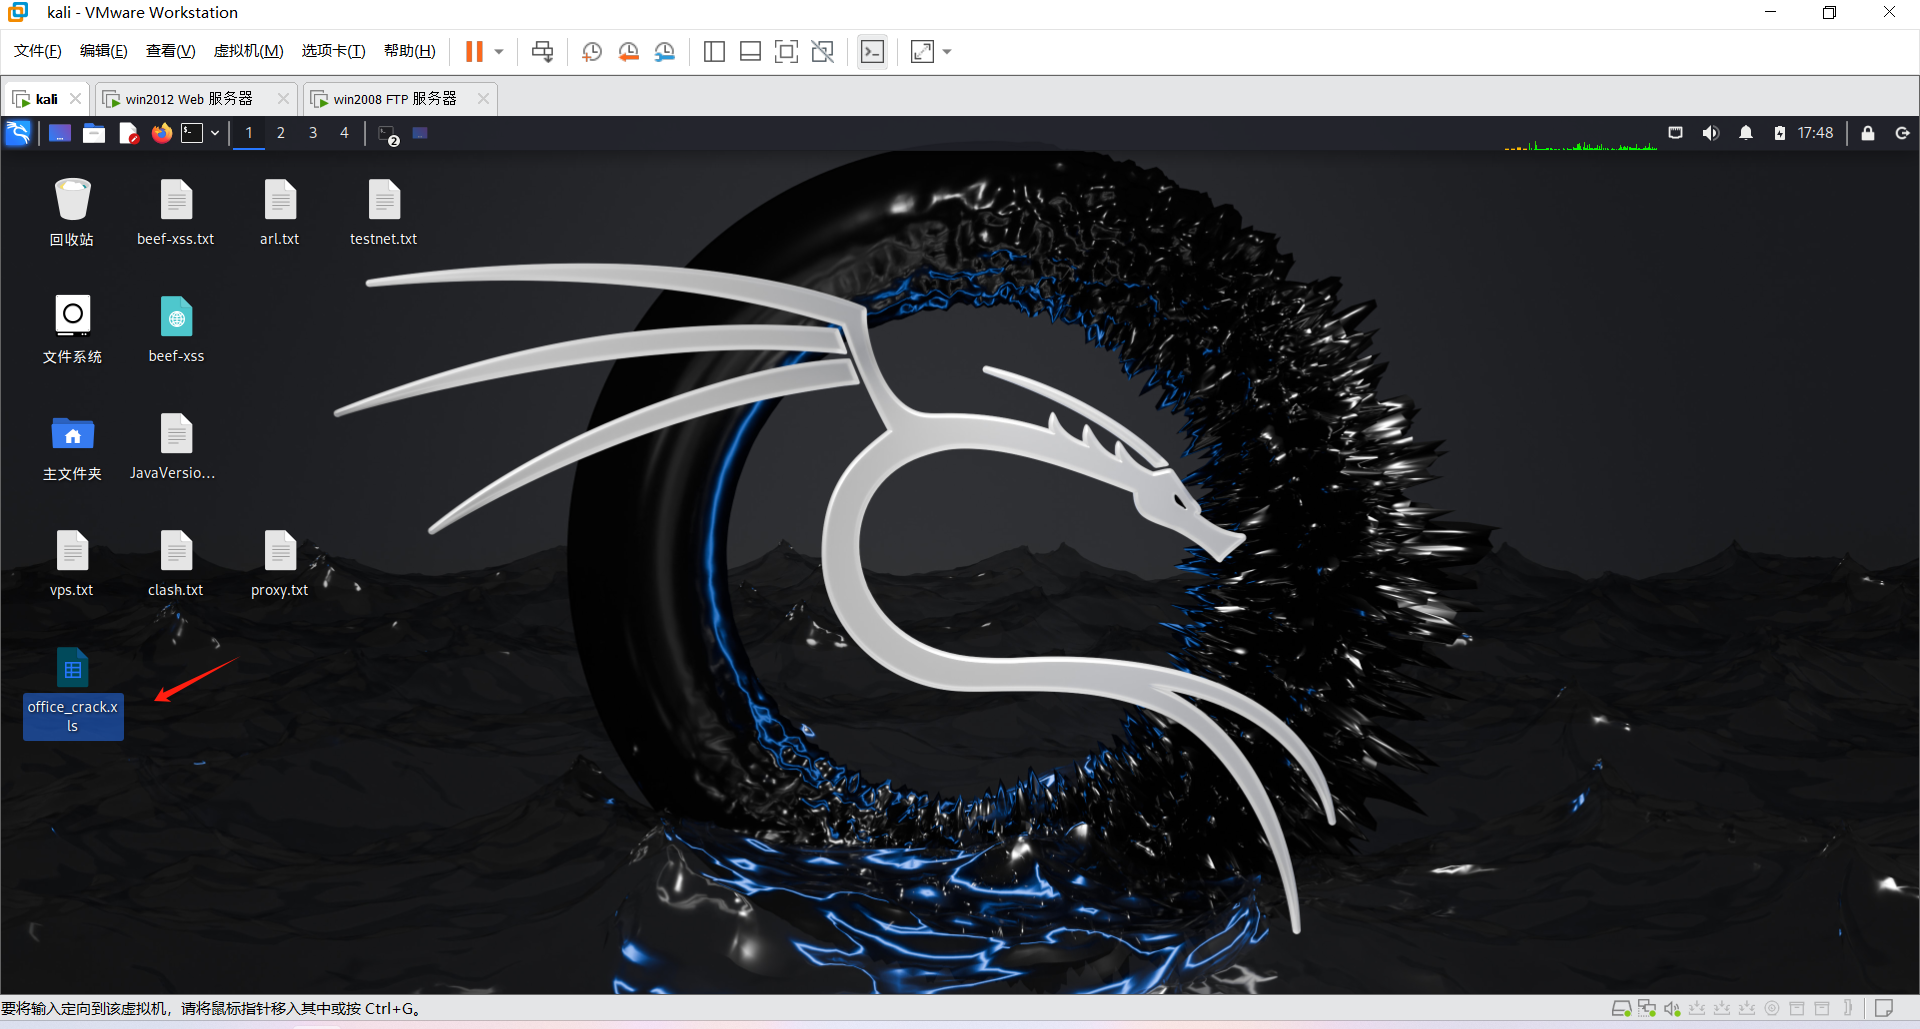 kali - VMware Workstation
文件(F) 编辑(E) 查看(V) 虚拟机(M) 选项卡(T) 帮助(H)
kali win2012 Web 服务器 win2008 FTP 服务器
1 2 3 4 2 17:48
回收站 beef-xss.txt arl.txt testnet.txt
文件系统 beef-xss
主文件夹 JavaVersio...
vps.txt clash.txt proxy.txt
office_crack.x
ls
要将输入定向到该虚拟机，请将鼠标指针移入其中或按 Ctrl+G。